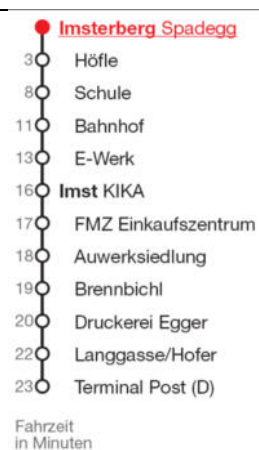 Imsterberg Spadegg
3 Höfle
8 Schule
11 Bahnhof
13 E-Werk
16 Imst KIKA
17 FMZ Einkaufszentrum
18 Auwerksiedlung
19 Brennbichl
20 Druckerei Egger
22 Langgasse/Hofer
23 Terminal Post (D)
Fahrzeit
in Minuten